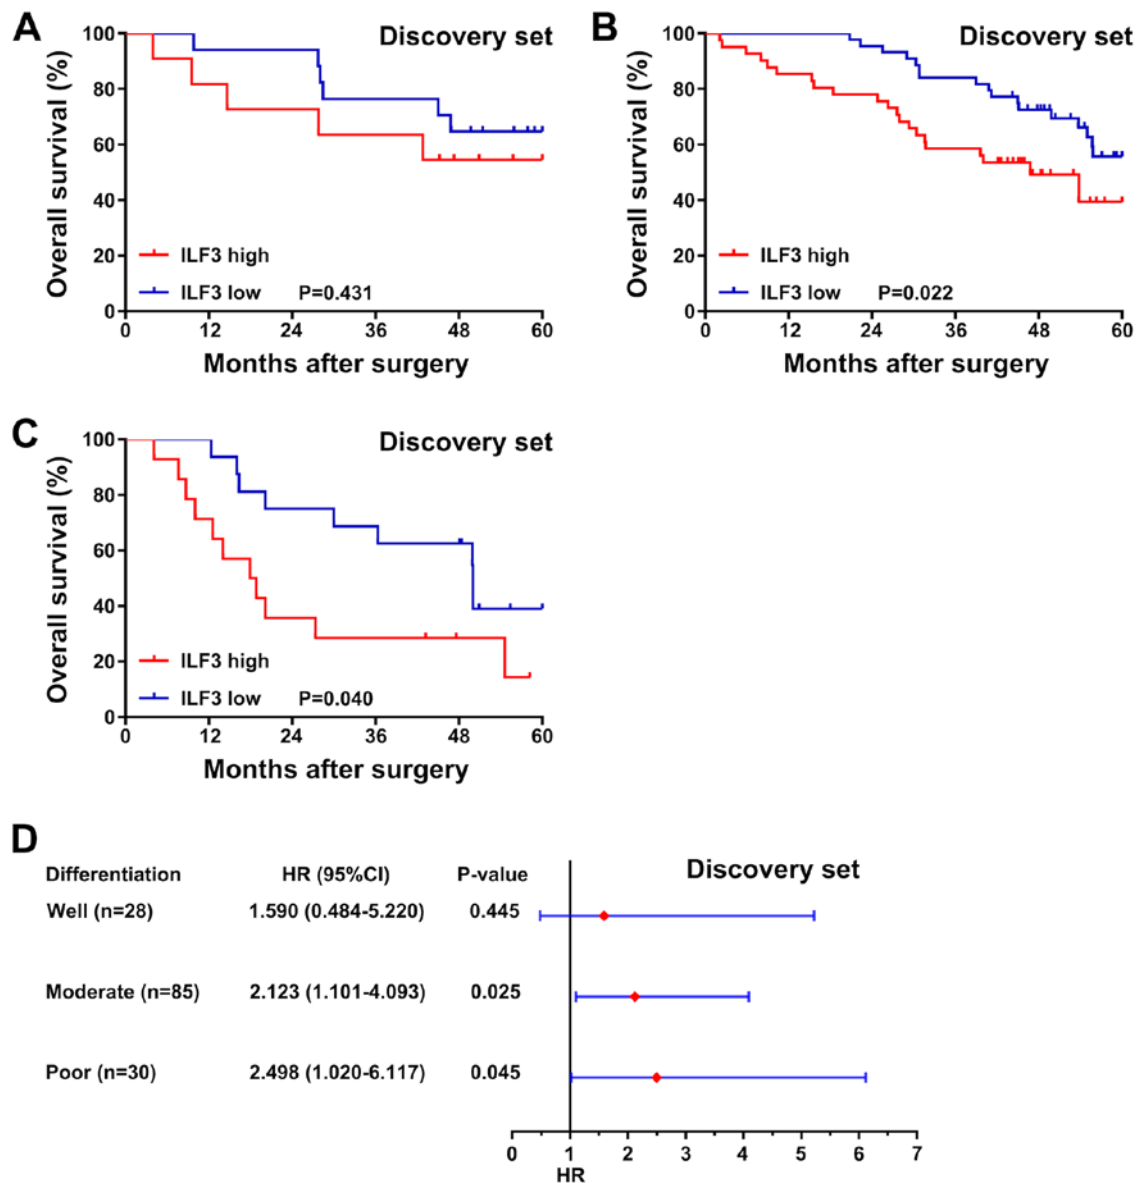 A
Discovery set
Overall survival (%)
100
80
60
40
20
0
ILF3 high
ILF3 low P=0.431
0 12 24 36 48 60
Months after surgery
B
Discovery set
Overall survival (%)
100
80
60
40
20
0
ILF3 high
ILF3 low P=0.022
0 12 24 36 48 60
Months after surgery
C
Discovery set
Overall survival (%)
100
80
60
40
20
0
ILF3 high
ILF3 low P=0.040
0 12 24 36 48 60
Months after surgery
D
Discovery set
Differentiation HR (95%CI) P-value
Well (n=28) 1.590 (0.484-5.220) 0.445
Moderate (n=85) 2.123 (1.101-4.093) 0.025
Poor (n=30) 2.498 (1.020-6.117) 0.045
0 1 2 3 4 5 6 7
HR